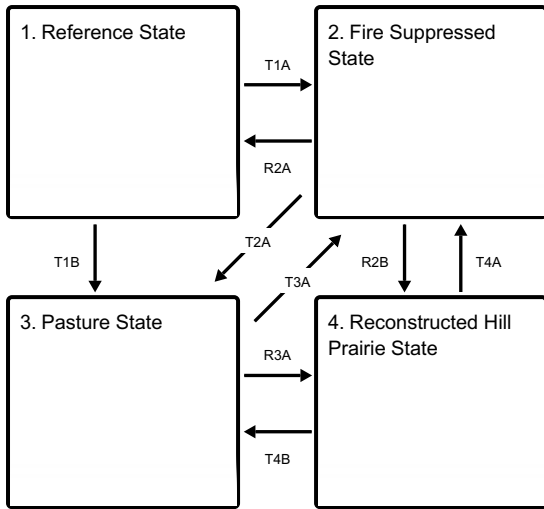 1. Reference State
2. Fire Suppressed
State
T1A
R2A
T2A
T1B
R2B
T4A
T3A
3. Pasture State
4. Reconstructed Hill
Prairie State
R3A
T4B